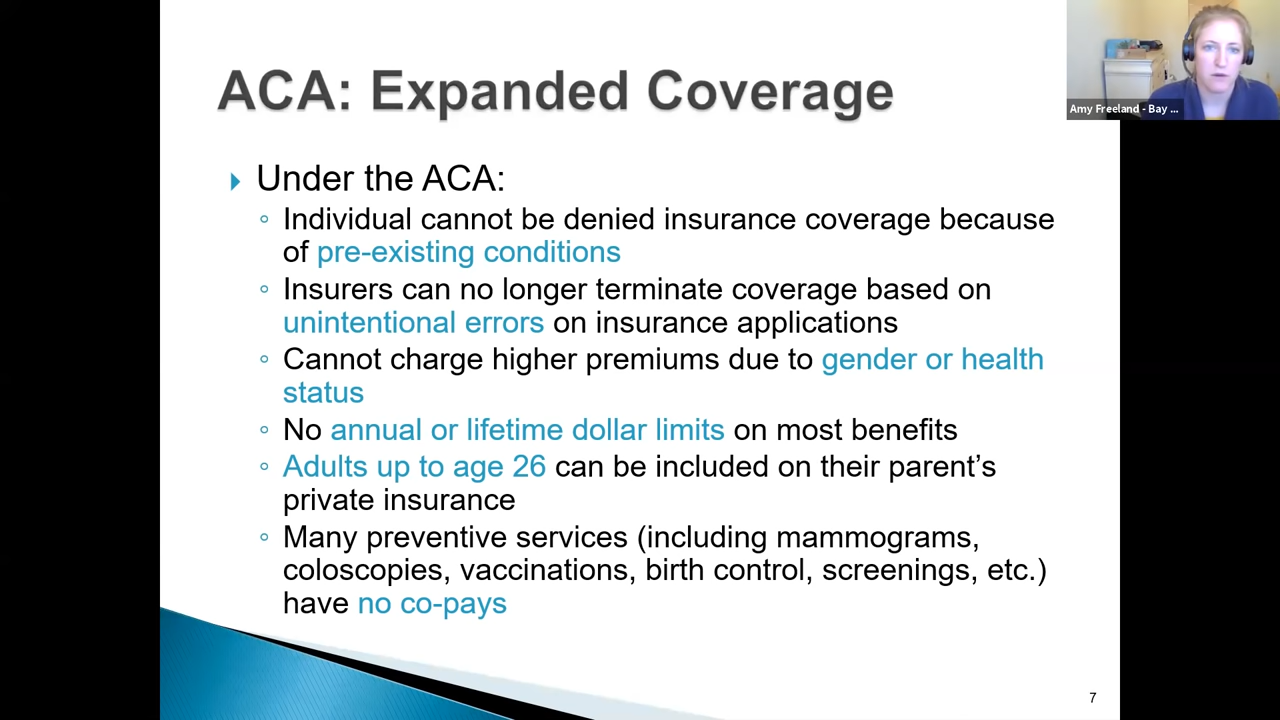 ACA: Expanded Coverage
Amy Freeland - Bay ...
Under the ACA:
Individual cannot be denied insurance coverage because
of pre-existing conditions
Insurers can no longer terminate coverage based on
unintentional errors on insurance applications
Cannot charge higher premiums due to gender or health
status
No annual or lifetime dollar limits on most benefits
Adults up to age 26 can be included on their parent’s
private insurance
Many preventive services (including mammograms,
coloscopies, vaccinations, birth control, screenings, etc.)
have no co-pays
7